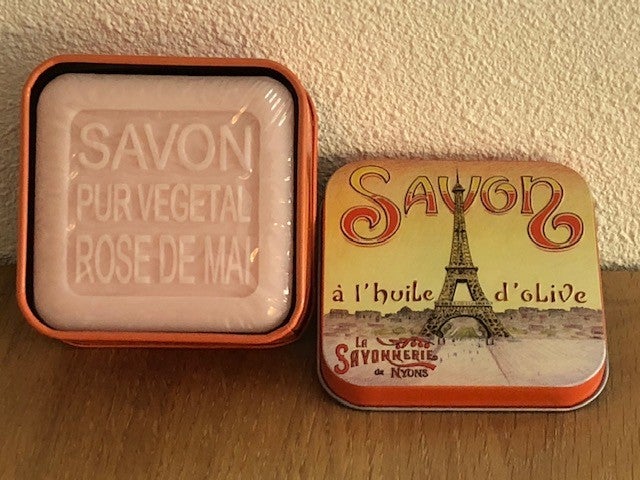 SAVON
PUR VEGETAL
ROSE DE MAI
SAVON
à l'huile d'olive
LA
SAVONNERIE
de NYONS